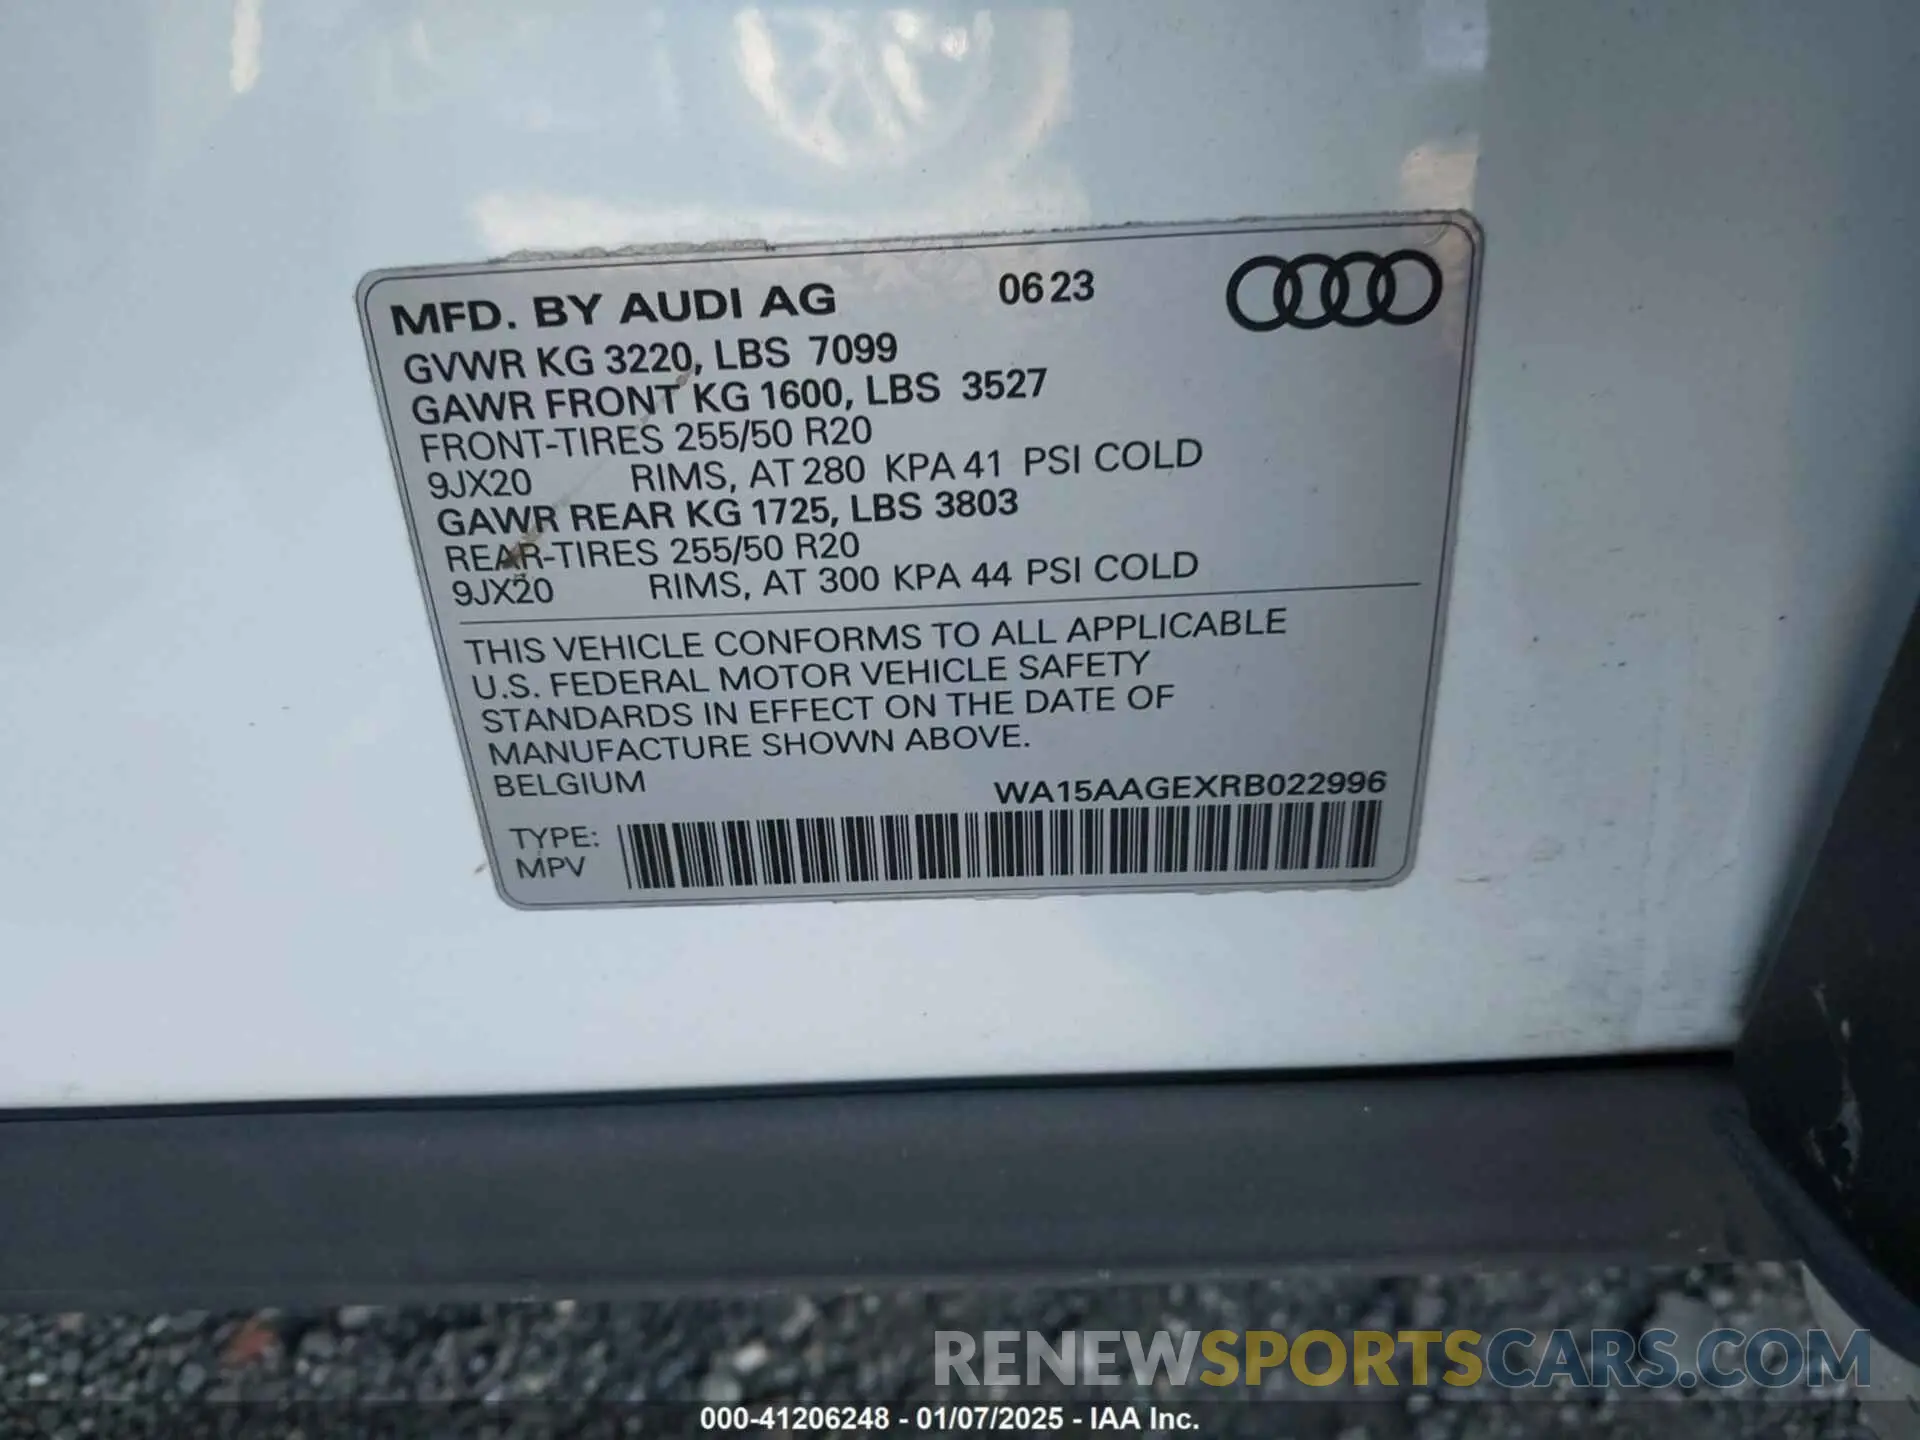 MFD. BY AUDI AG 06 23
GVWR KG 3220, LBS 7099
GAWR FRONT KG 1600, LBS 3527
FRONT-TIRES 255/50 R20
9JX20 RIMS, AT 280 KPA 41 PSI COLD
GAWR REAR KG 1725, LBS 3803
REAR-TIRES 255/50 R20
9JX20 RIMS, AT 300 KPA 44 PSI COLD
THIS VEHICLE CONFORMS TO ALL APPLICABLE
U.S. FEDERAL MOTOR VEHICLE SAFETY
STANDARDS IN EFFECT ON THE DATE OF
MANUFACTURE SHOWN ABOVE.
BELGIUM WA15AAGEXRB022996
TYPE:
MPV
RENEWSPORTSCARS.COM
000-41206248 - 01/07/2025 - IAA Inc.